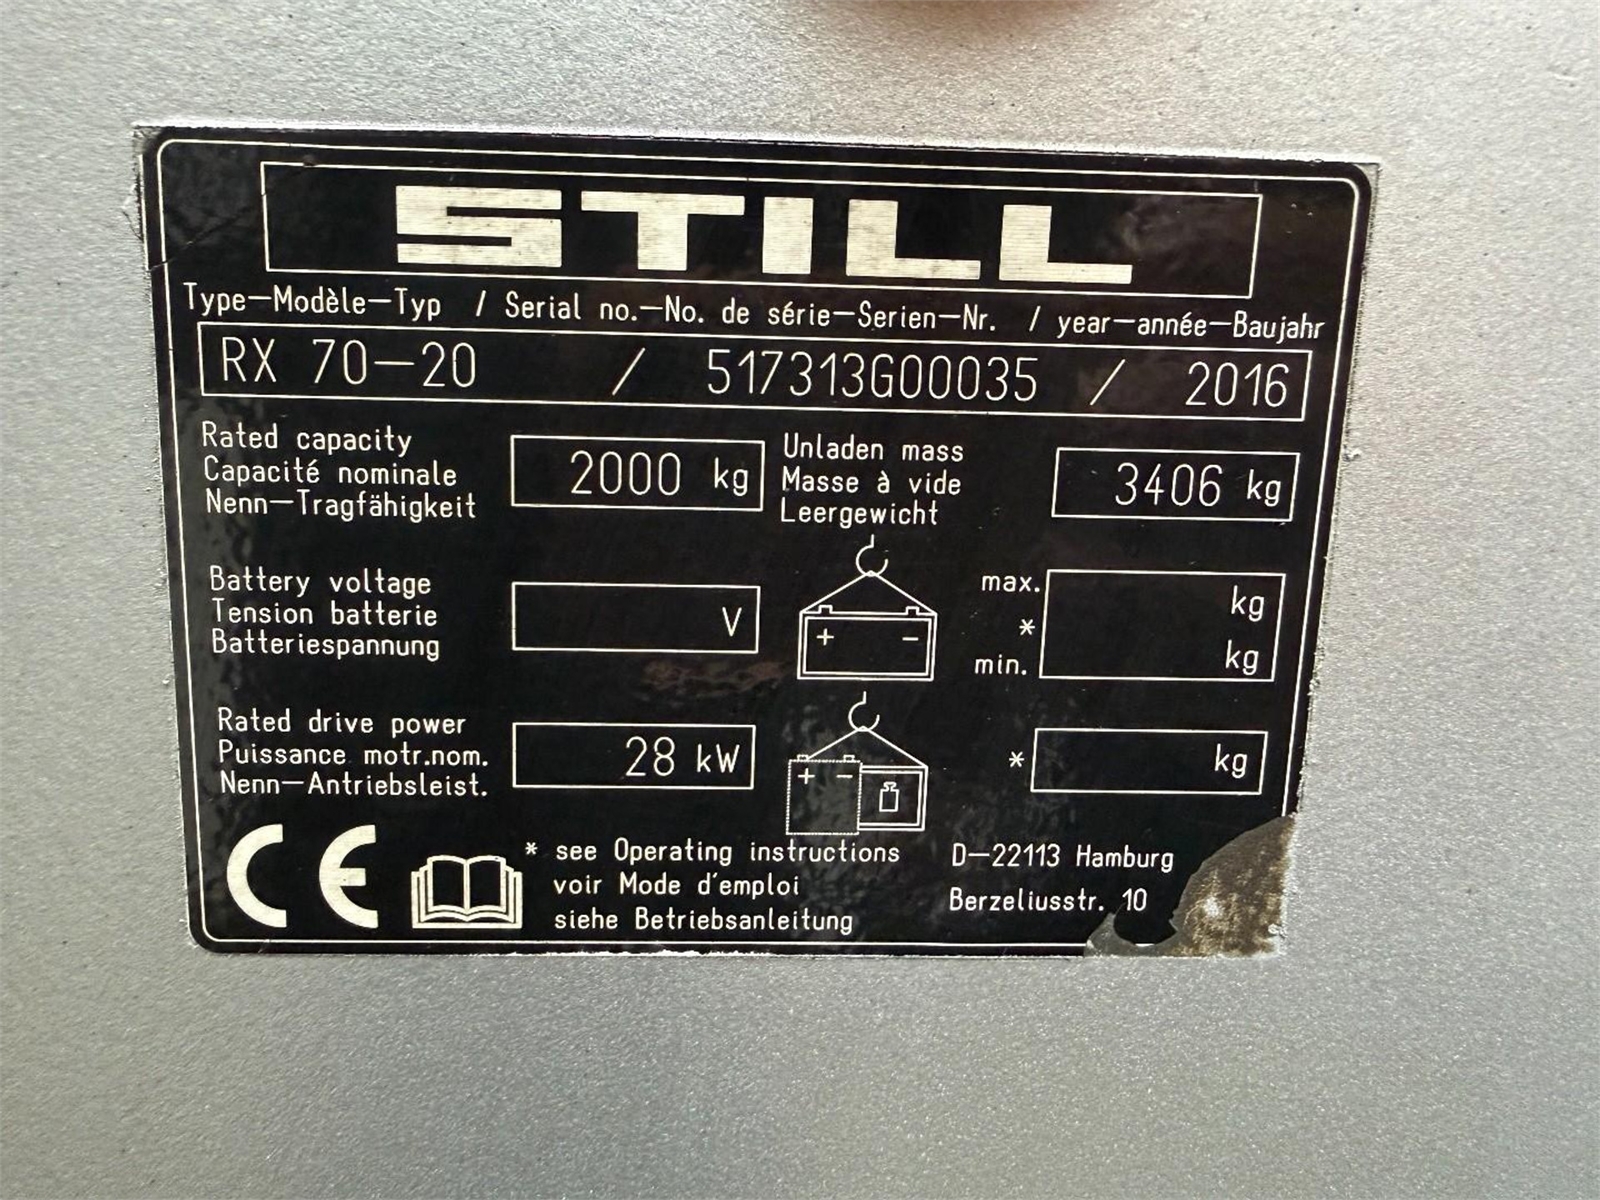 STILL
Type-Modèle-Typ / Serial no.-No. de série-Serien-Nr. / year-année-Baujahr
RX 70-20 / 517313G00035 / 2016
Rated capacity
Capacité nominale
Nenn-Tragfähigkeit
2000 kg
Unladen mass
Masse à vide
Leergewicht
3406 kg
Battery voltage
Tension batterie
Batteriespannung
V
+ -
max.
*
min.
kg
kg
Rated drive power
Puissance motr.nom.
Nenn-Antriebsleist.
28 kW
+ -
* kg
CE
* see Operating instructions
voir Mode d'emploi
siehe Betriebsanleitung
D-22113 Hamburg
Berzeliusstr. 10